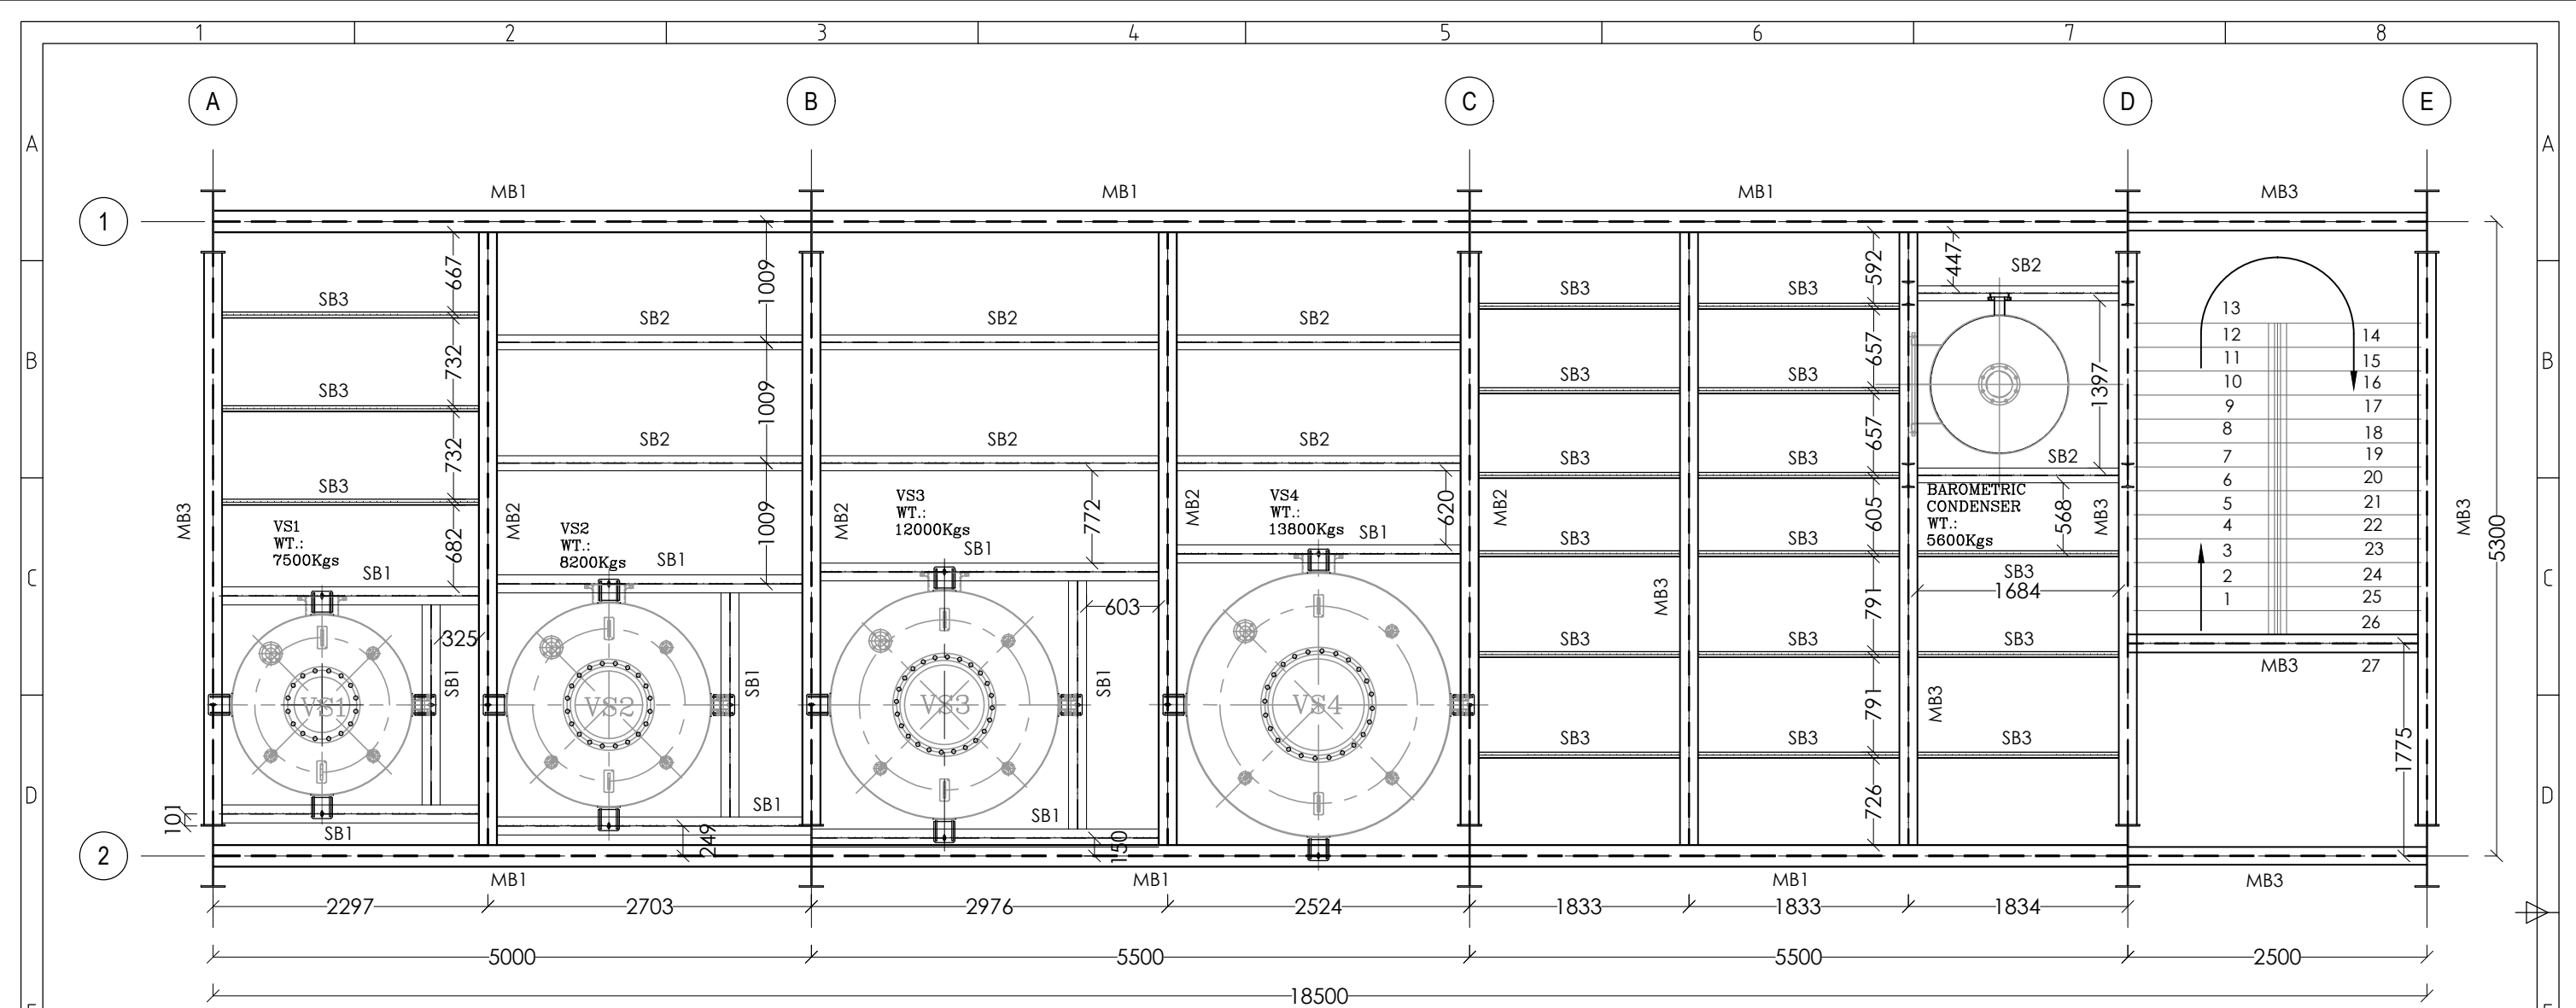 1 2 3 4 5 6 7 8
A B C D E
A A
MB1 MB1 MB1 MB3
1
667 1009 592 447
SB2
SB3 SB2 SB2 SB2 SB3 SB3
13
12 14
732 1009 657 1397
B B
11 15
10 16
SB3 SB3 SB3
9 17
8 18
732 SB2 SB2 SB2 657
SB3 SB3 SB2
7 19
6 20
SB3
VS1
WT.:
7500Kgs
VS2
WT.:
8200Kgs
VS3
WT.:
12000Kgs
VS4
WT.:
13800Kgs
BAROMETRIC
CONDENSER
WT.:
5600Kgs
MB3 MB2 MB2 MB2 MB2 MB3 MB3
682 1009 772 620 605 568
5 21
4 22
3 23
5300
SB1 SB1 SB1 SB1
SB3 SB3
C C
SB3
1684
2 24
1 25
26
603
MB3
791
325
SB1 SB1 SB1
SB3 SB3 SB3
MB3 27
VS1 VS2 VS3 VS4
MB3
791
1775
SB3 SB3 SB3
D D
101
SB1
SB1
SB1
249
150
726
2
MB1 MB1 MB1 MB3
2297 2703 2976 2524 1833 1833 1834
5000 5500 5500 2500
18500